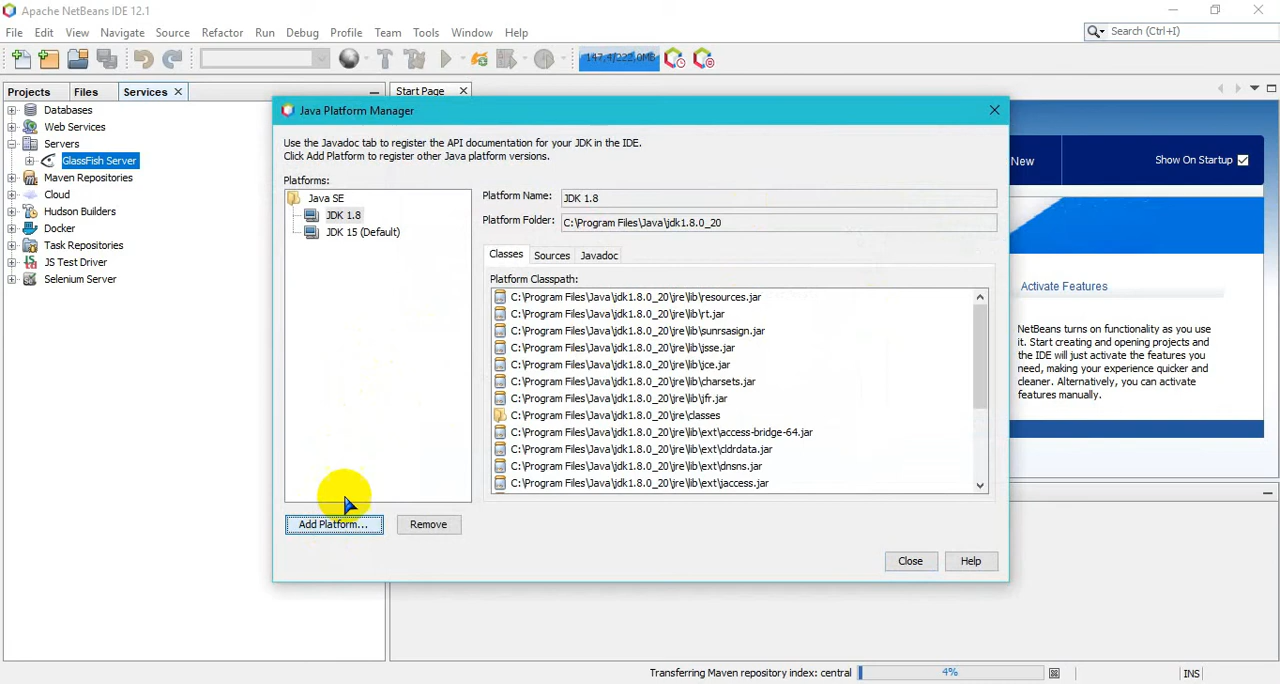 Apache NetBeans IDE 12.1
File Edit View Navigate Source Refactor Run Debug Profile Team Tools Window Help
Search (Ctrl+I)
147,4/222,0MB
Projects Files Services
Start Page
Databases
Web Services
Servers
GlassFish Server
Maven Repositories
Cloud
Hudson Builders
Docker
Task Repositories
JS Test Driver
Selenium Server
Java Platform Manager
Use the Javadoc tab to register the API documentation for your JDK in the IDE.
Click Add Platform to register other Java platform versions.
Platforms:
Java SE
JDK 1.8
JDK 15 (Default)
Add Platform... Remove
Platform Name: JDK 1.8
Platform Folder: C:\Program Files\Java\jdk1.8.0_20
Classes Sources Javadoc
Platform Classpath:
C:\Program Files\Java\jdk1.8.0_20\jre\lib\resources.jar
C:\Program Files\Java\jdk1.8.0_20\jre\lib\rt.jar
C:\Program Files\Java\jdk1.8.0_20\jre\lib\sunrsasign.jar
C:\Program Files\Java\jdk1.8.0_20\jre\lib\jsse.jar
C:\Program Files\Java\jdk1.8.0_20\jre\lib\jce.jar
C:\Program Files\Java\jdk1.8.0_20\jre\lib\charsets.jar
C:\Program Files\Java\jdk1.8.0_20\jre\lib\jfr.jar
C:\Program Files\Java\jdk1.8.0_20\jre\classes
C:\Program Files\Java\jdk1.8.0_20\jre\lib\ext\access-bridge-64.jar
C:\Program Files\Java\jdk1.8.0_20\jre\lib\ext\cldrdata.jar
C:\Program Files\Java\jdk1.8.0_20\jre\lib\ext\dnsns.jar
C:\Program Files\Java\jdk1.8.0_20\jre\lib\ext\jaccess.jar
Close Help
New
Show On Startup
Activate Features
NetBeans turns on functionality as you use
it. Start creating and opening projects and
the IDE will just activate the features you
need, making your experience quicker and
cleaner. Alternatively, you can activate
features manually.
Transferring Maven repository index: central 4%
INS